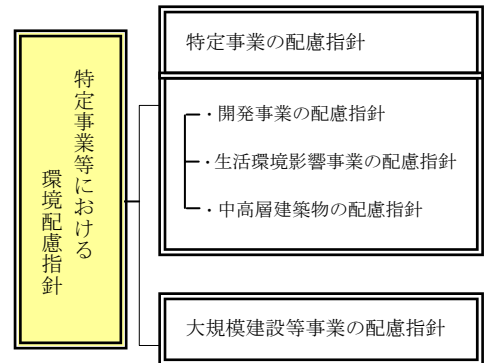 特定事業等における
環境配慮指針
特定事業の配慮指針
・開発事業の配慮指針
・生活環境影響事業の配慮指針
・中高層建築物の配慮指針
大規模建設等事業の配慮指針